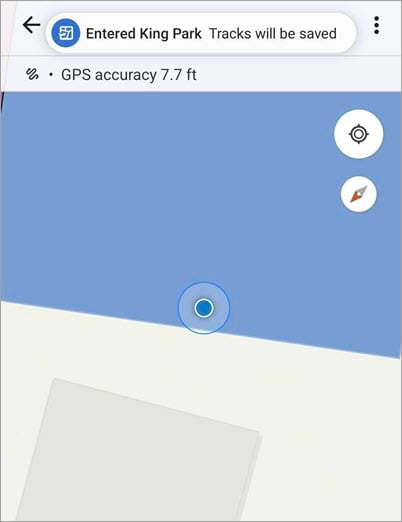 Entered King Park Tracks will be saved
GPS accuracy 7.7 ft